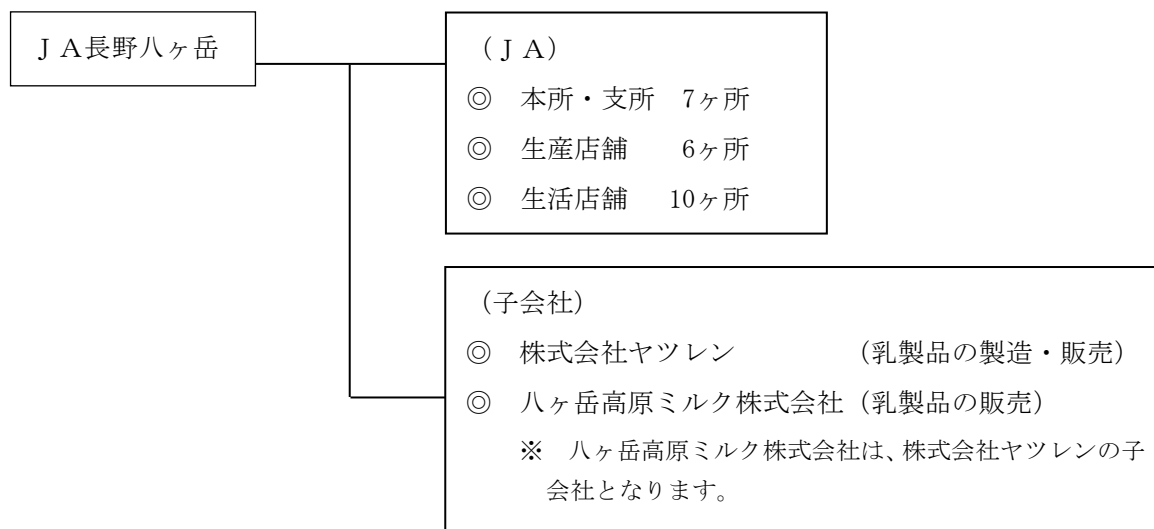 ＪＡ長野八ヶ岳
（ＪＡ）
◎　本所・支所　7ヶ所
◎　生産店舗　　6ヶ所
◎　生活店舗　 10ヶ所
（子会社）
◎　株式会社ヤツレン　　　　（乳製品の製造・販売）
◎　八ヶ岳高原ミルク株式会社（乳製品の販売）
※　八ヶ岳高原ミルク株式会社は、株式会社ヤツレンの子
会社となります。